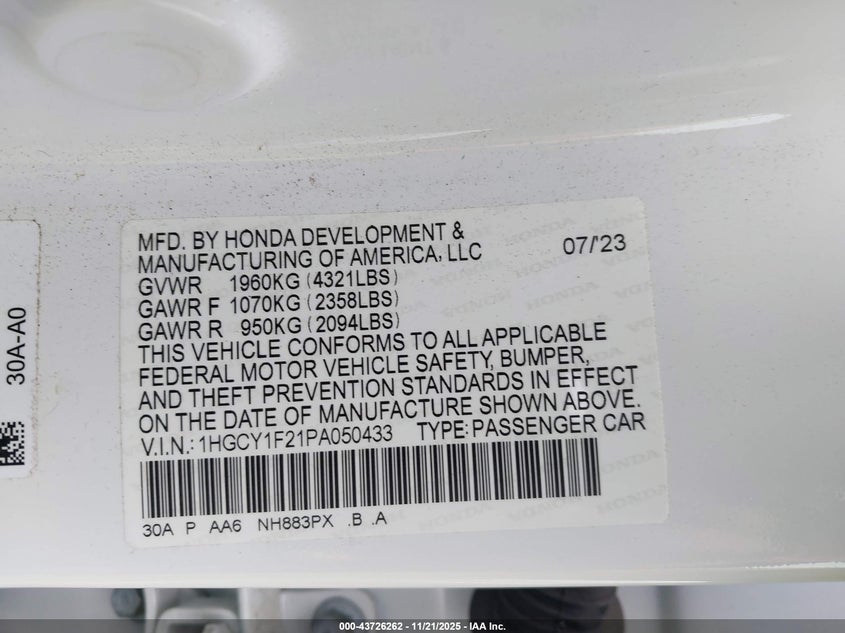 MFD. BY HONDA DEVELOPMENT &
MANUFACTURING OF AMERICA, LLC 07/'23
GVWR 1960KG (4321LBS)
GAWR F 1070KG (2358LBS)
GAWR R 950KG (2094LBS)
THIS VEHICLE CONFORMS TO ALL APPLICABLE
FEDERAL MOTOR VEHICLE SAFETY, BUMPER,
AND THEFT PREVENTION STANDARDS IN EFFECT
ON THE DATE OF MANUFACTURE SHOWN ABOVE.
V.I.N.: 1HGCY1F21PA050433 TYPE: PASSENGER CAR
30A P AA6 NH883PX .B .A
30A-A0
000-43726262 - 11/21/2025 - IAA Inc.